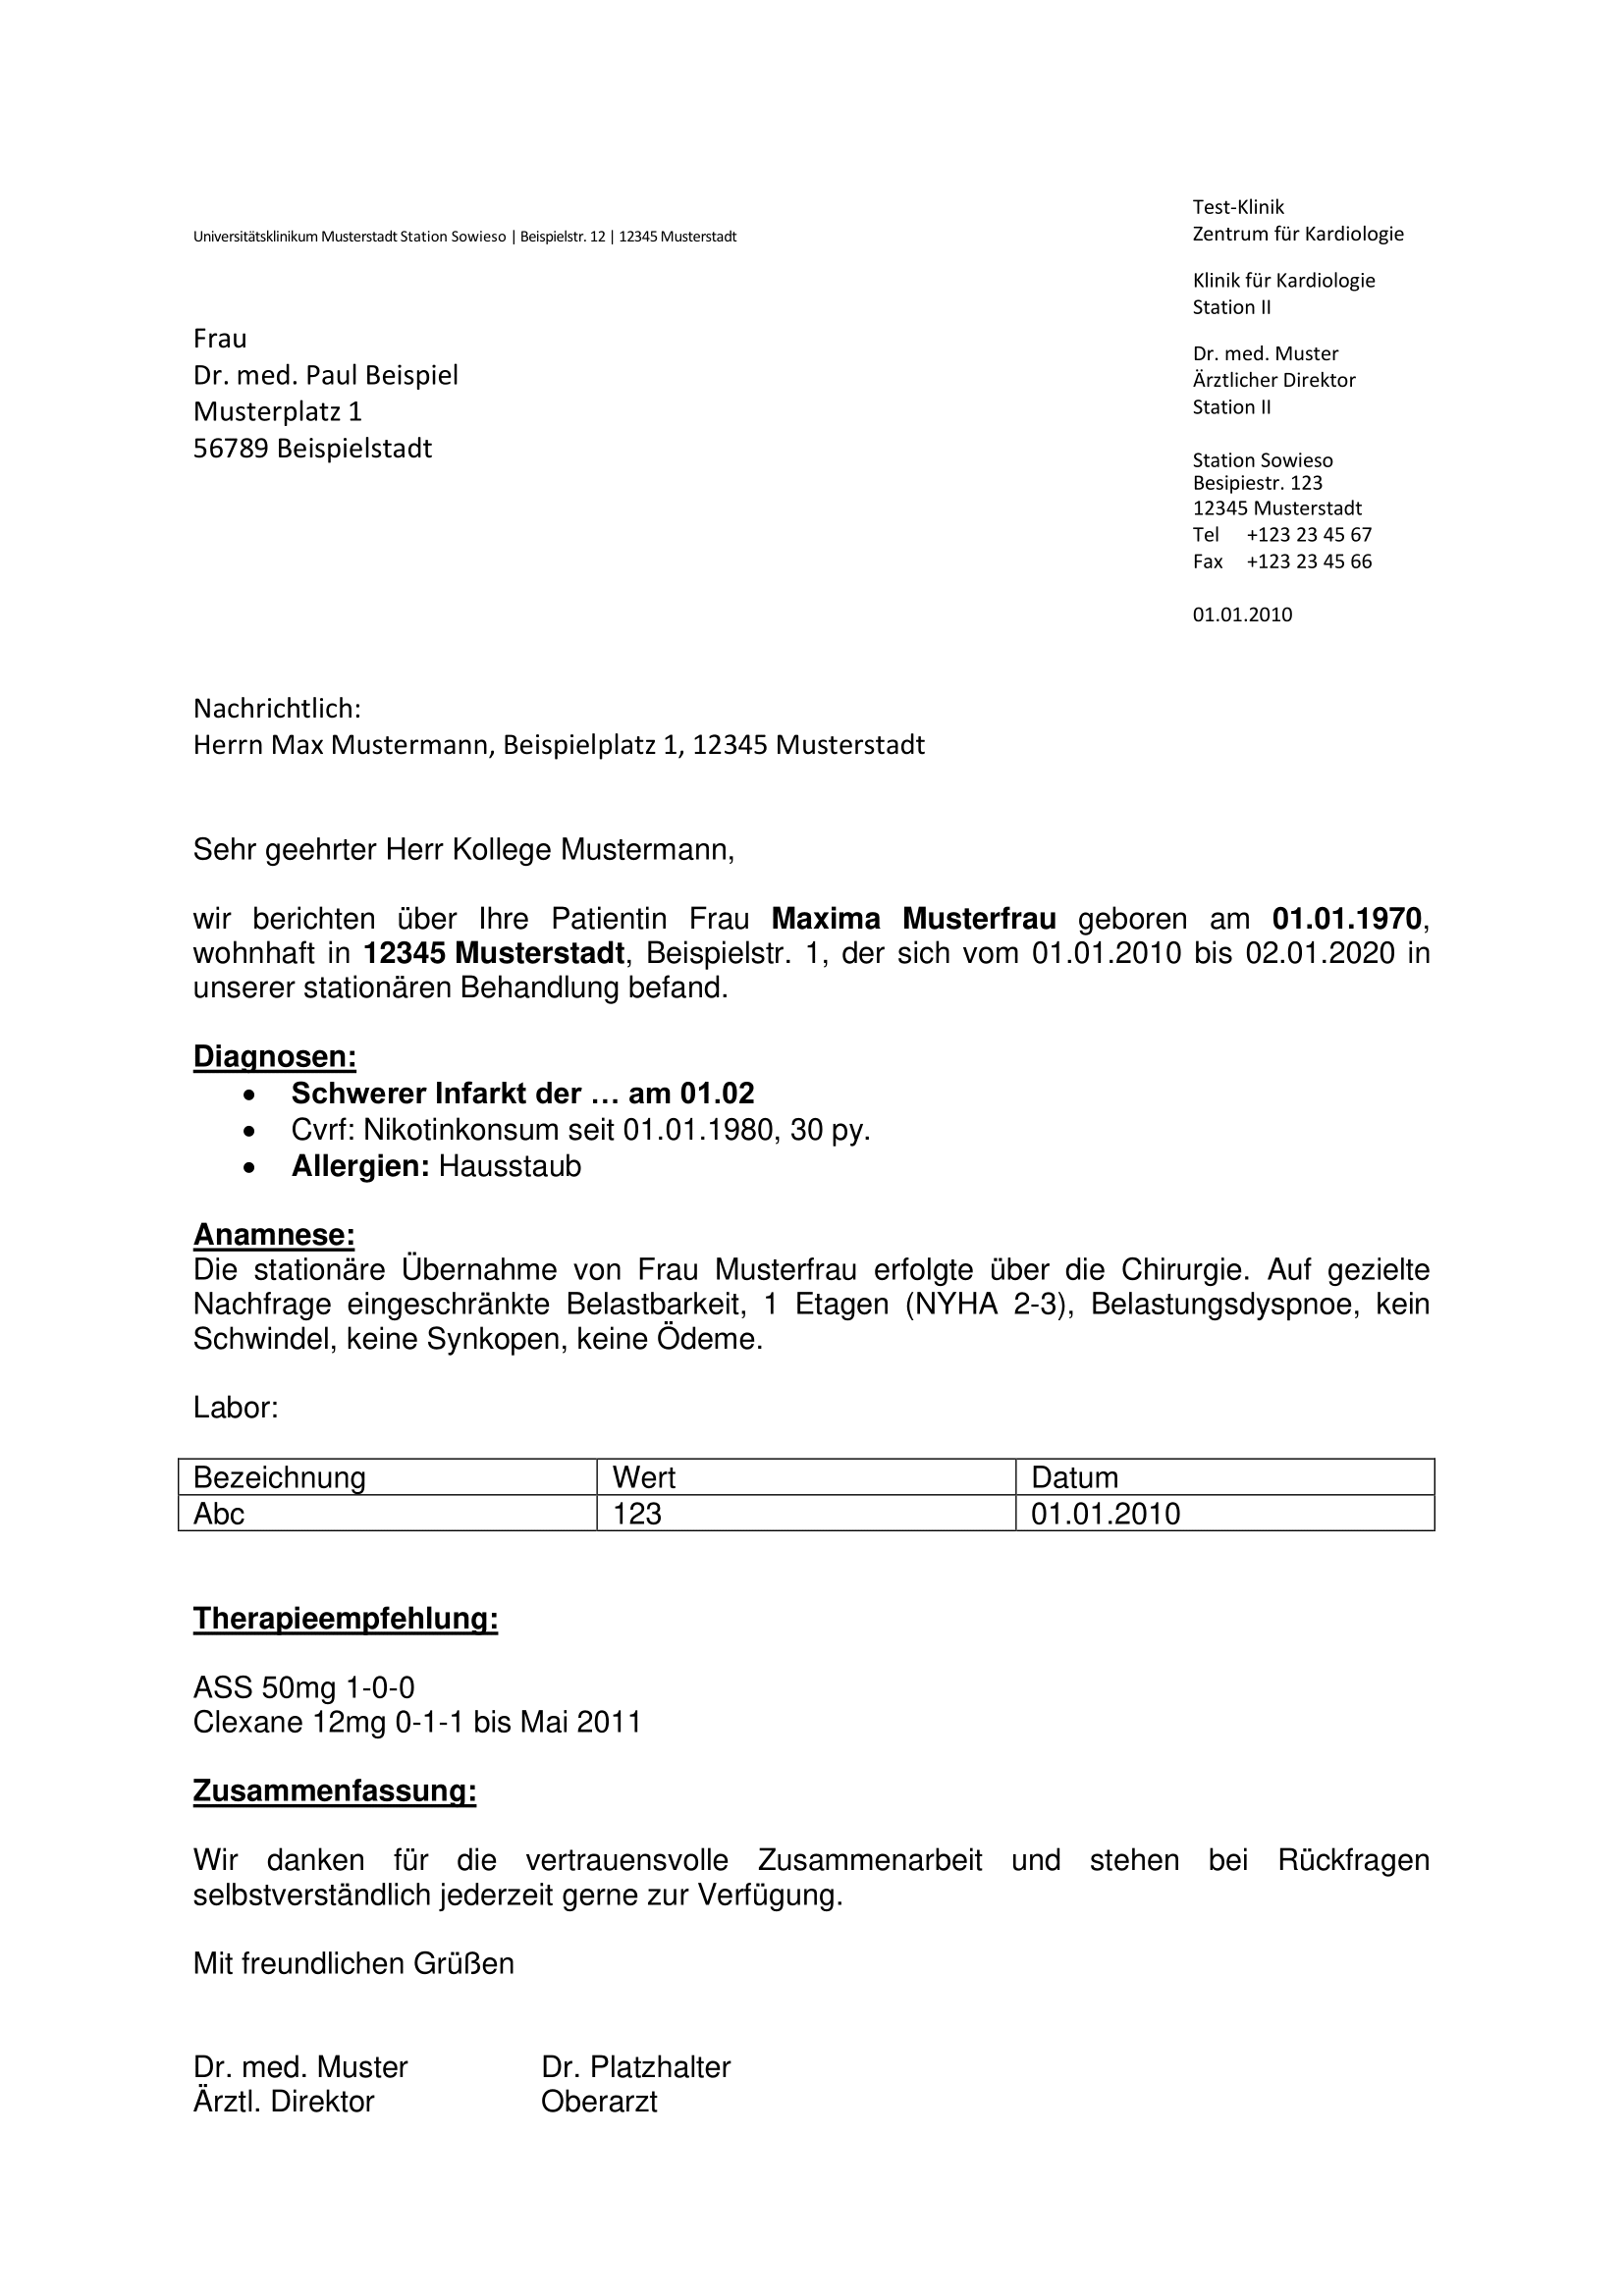 Universitätsklinikum Musterstadt Station Sowieso | Beispielstr. 12 | 12345 Musterstadt
Test-Klinik
Zentrum für Kardiologie
Klinik für Kardiologie
Station II
Dr. med. Muster
Ärztlicher Direktor
Station II
Station Sowieso
Besipiestr. 123
12345 Musterstadt
Tel +123 23 45 67
Fax +123 23 45 66
01.01.2010
Frau
Dr. med. Paul Beispiel
Musterplatz 1
56789 Beispielstadt
Nachrichtlich:
Herrn Max Mustermann, Beispielplatz 1, 12345 Musterstadt
Sehr geehrter Herr Kollege Mustermann,
wir berichten über Ihre Patientin Frau Maxima Musterfrau geboren am 01.01.1970,
wohnhaft in 12345 Musterstadt, Beispielstr. 1, der sich vom 01.01.2010 bis 02.01.2020 in
unserer stationären Behandlung befand.
Diagnosen:
• Schwerer Infarkt der … am 01.02
• Cvrf: Nikotinkonsum seit 01.01.1980, 30 py.
• Allergien: Hausstaub
Anamnese:
Die stationäre Übernahme von Frau Musterfrau erfolgte über die Chirurgie. Auf gezielte
Nachfrage eingeschränkte Belastbarkeit, 1 Etagen (NYHA 2-3), Belastungsdyspnoe, kein
Schwindel, keine Synkopen, keine Ödeme.
Labor:
Bezeichnung Wert Datum
Abc 123 01.01.2010
Therapieempfehlung:
ASS 50mg 1-0-0
Clexane 12mg 0-1-1 bis Mai 2011
Zusammenfassung:
Wir danken für die vertrauensvolle Zusammenarbeit und stehen bei Rückfragen
selbstverständlich jederzeit gerne zur Verfügung.
Mit freundlichen Grüßen
Dr. med. Muster Dr. Platzhalter
Ärztl. Direktor Oberarzt